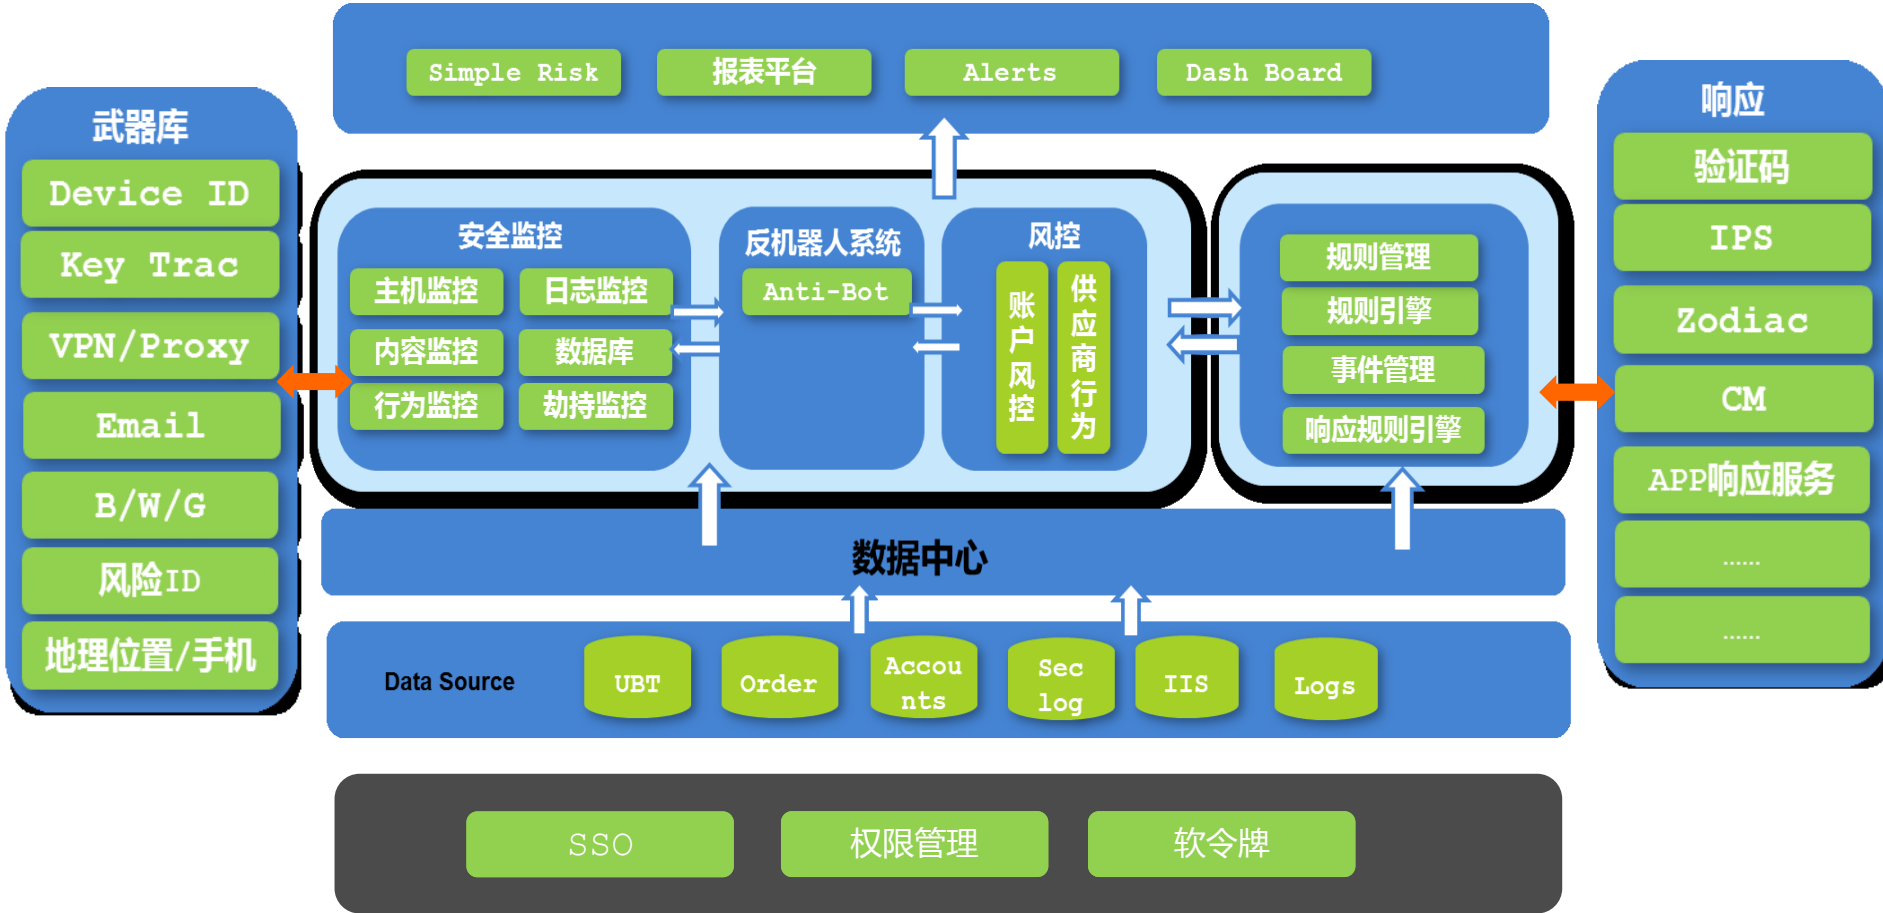 Simple Risk
报表平台
Alerts
Dash Board
武器库
Device ID
Key Trac
VPN/Proxy
Email
B/W/G
风险ID
地理位置/手机
安全监控
主机监控
日志监控
内容监控
数据库
行为监控
劫持监控
反机器人系统
Anti-Bot
风控
账
户
风
控
供
应
商
行
为
规则管理
规则引擎
事件管理
响应规则引擎
响应
验证码
IPS
Zodiac
CM
APP响应服务
......
......
数据中心
Data Source
UBT
Order
Accou
nts
Sec
log
IIS
Logs
SSO
权限管理
软令牌